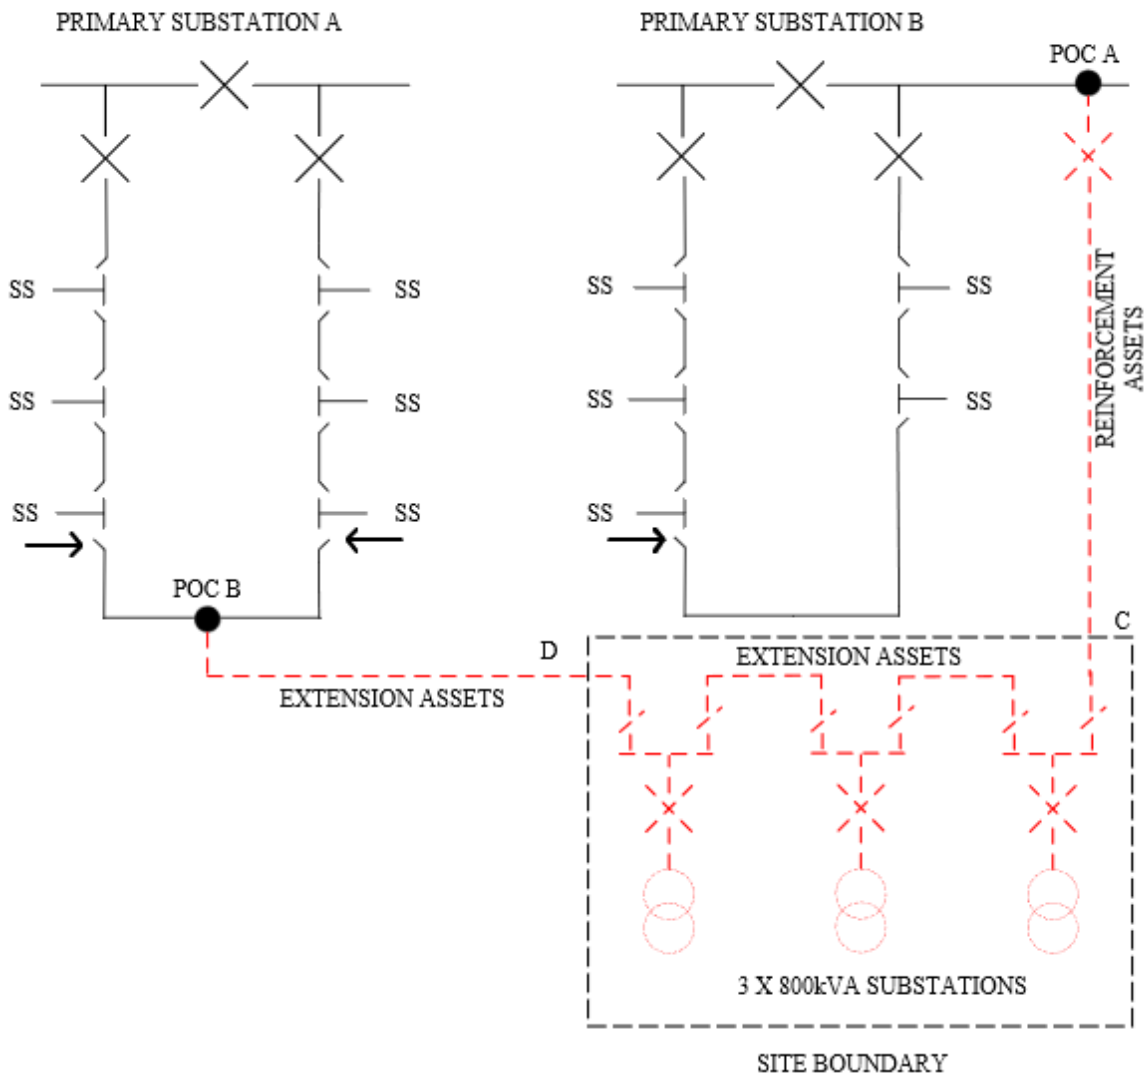 PRIMARY SUBSTATION A
PRIMARY SUBSTATION B
POC A
SS
SS
SS
SS
SS
SS
SS
SS
SS
SS
SS
REINFORCEMENT
ASSETS
POC B
C
D
EXTENSION ASSETS
EXTENSION ASSETS
3 X 800kVA SUBSTATIONS
SITE BOUNDARY